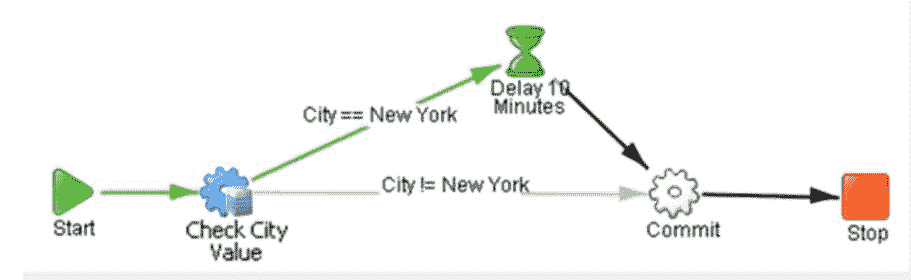 Delay 10
Minutes
City == New York
City != New York
Start
Check City
Value
Commit
Stop